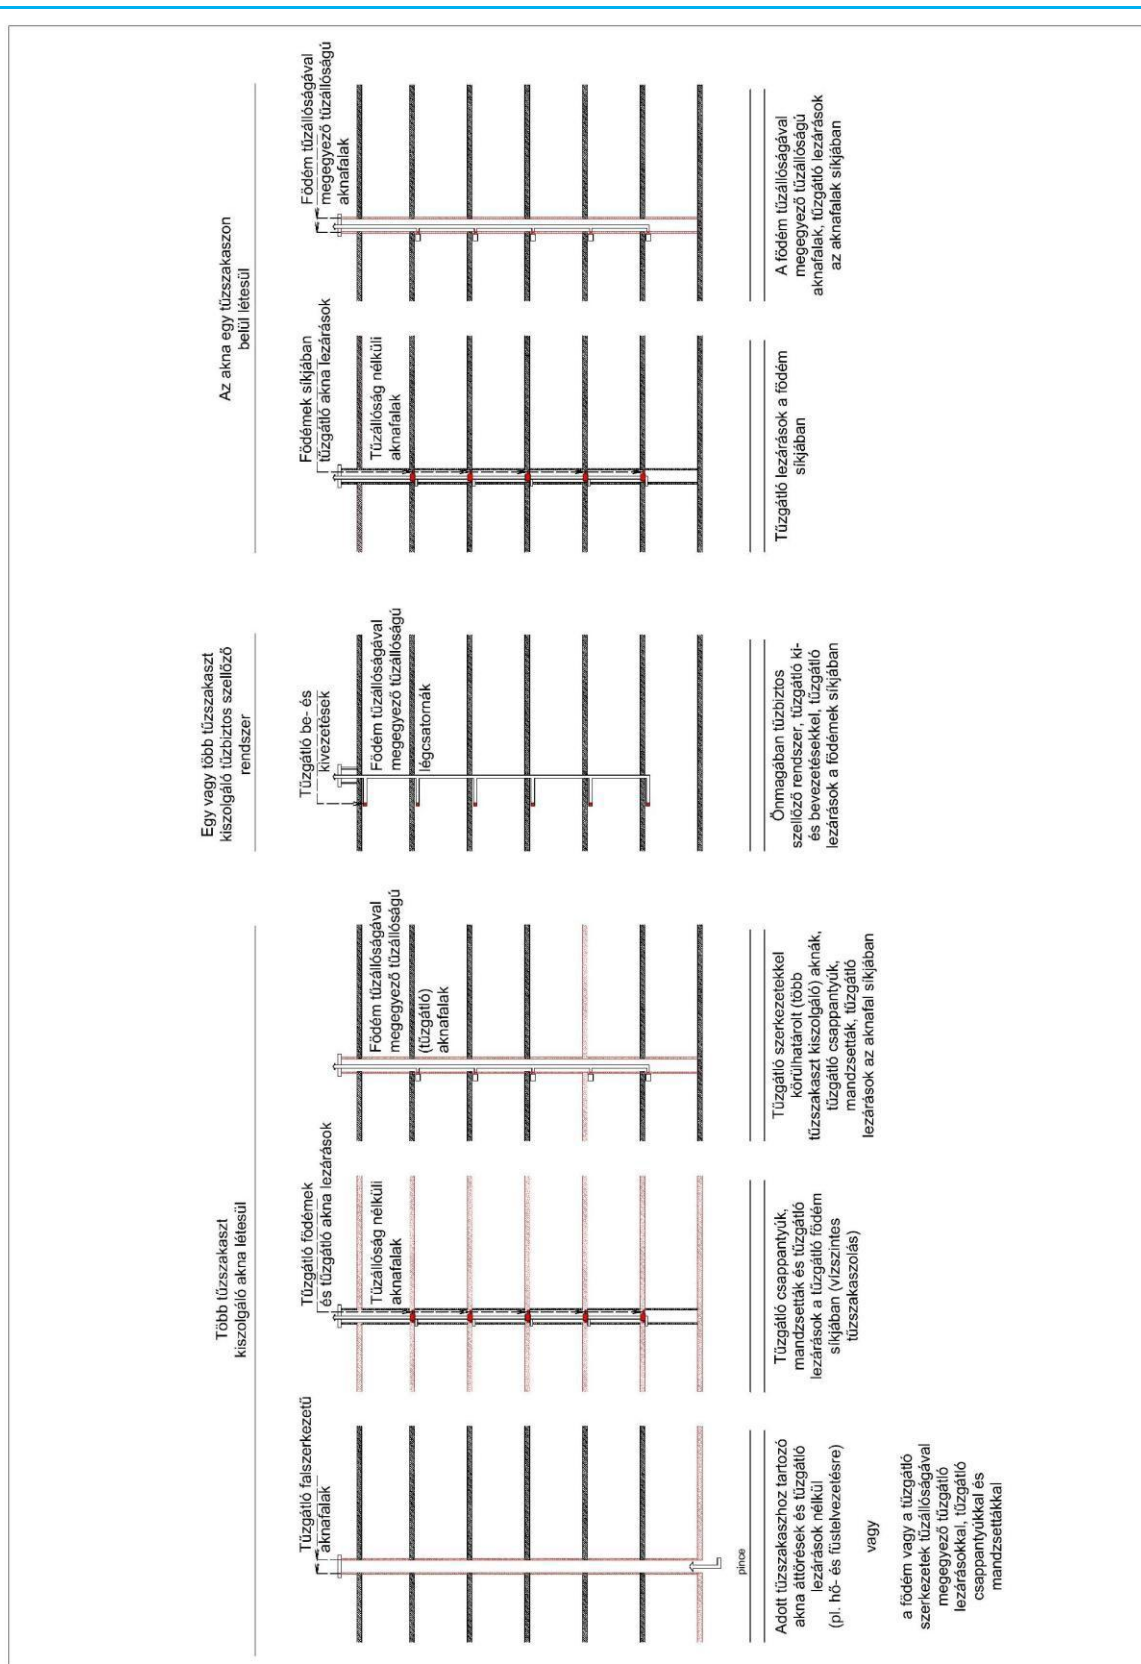 Több tűzszakaszt
kiszolgáló akna létesül
Egy vagy több tűzszakaszt
kiszolgáló tűzbiztos szellőző
rendszer
Az akna egy tűzszakaszon
belül létesül
Tűzgátló falszerkezetű
aknafalak
Tűzgátló födémek
és tűzgátló akna lezárások
Tűzállóság nélküli
aknafalak
Födém tűzállóságával
megegyező tűzállóságú
(tűzgátló)
aknafalak
Tűzgátló be- és
kivezetések
Födém tűzállóságával
megegyező tűzállóságú
légcsatornák
Födémek síkjában
tűzgátló akna lezárások
Tűzállóság nélküli
aknafalak
Födém tűzállóságával
megegyező tűzállóságú
aknafalak
pince
Adott tűzszakaszhoz tartozó
akna áttörések és tűzgátló
lezárások nélkül
(pl. hő- és füstelvezetésre)
vagy
a födém vagy a tűzgátló
szerkezetek tűzállóságával
megegyező tűzgátló
lezárásokkal, tűzgátló
csappantyúkkal és
mandzsettákkal
Tűzgátló csappantyúk,
mandzsetták és tűzgátló
lezárások a tűzgátló födém
síkjában (vízszintes
tűzszakaszolás)
Tűzgátló szerkezetekkel
körülhatárolt (több
tűzszakaszt kiszolgáló) aknák,
tűzgátló csappantyúk,
mandzsetták, tűzgátló
lezárások az aknafal síkjában
Önmagában tűzbiztos
szellőző rendszer, tűzgátló ki-
és bevezetésekkel, tűzgátló
lezárások a födémek síkjában
Tűzgátló lezárások a födém
síkjában
A födém tűzállóságával
megegyező tűzállóságú
aknafalak, tűzgátló lezárások
az aknafalak síkjában